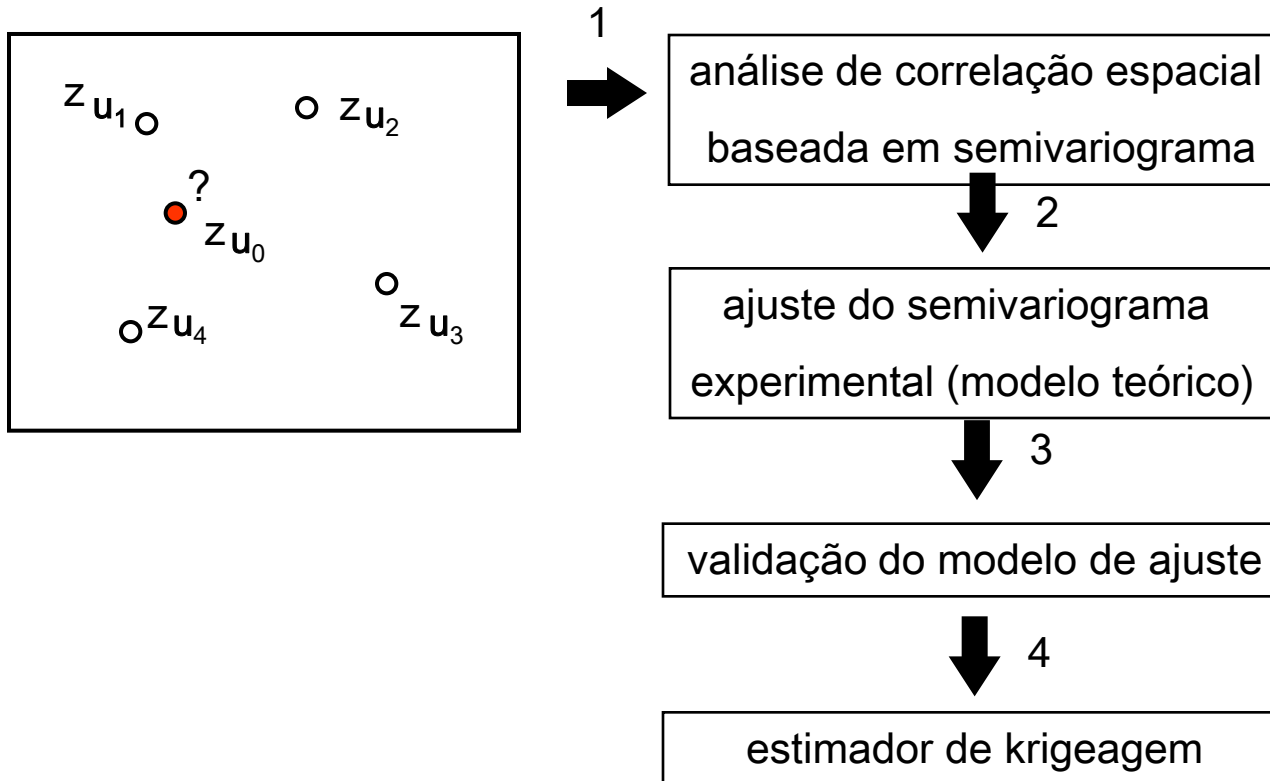 z u₁
z u₂
?
z u₀
z u₃
z u₄
1
análise de correlação espacial
baseada em semivariograma
2
ajuste do semivariograma
experimental (modelo teórico)
3
validação do modelo de ajuste
4
estimador de krigeagem